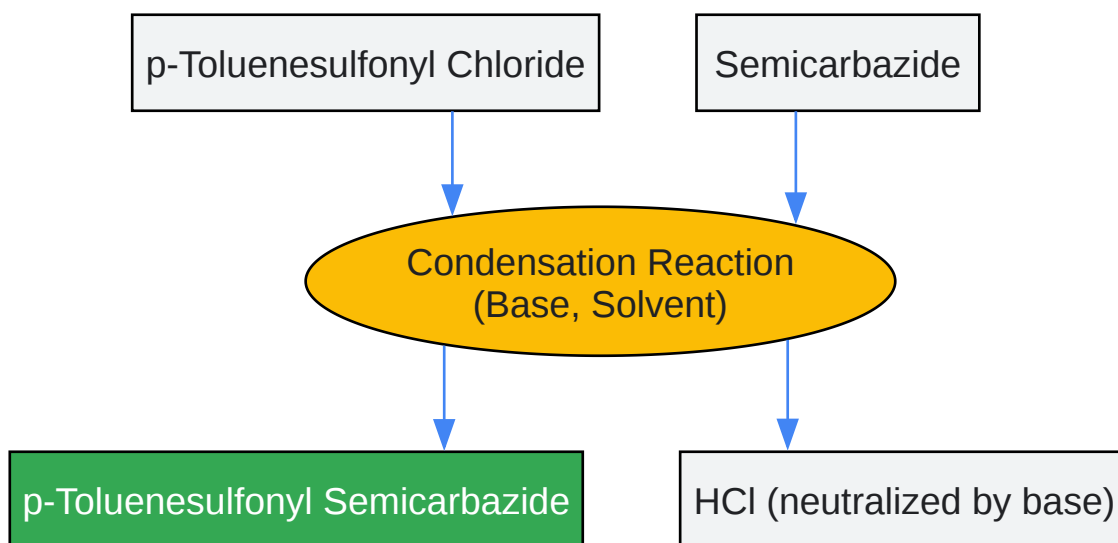 p-Toluenesulfonyl Chloride
Semicarbazide
Condensation Reaction
(Base, Solvent)
p-Toluenesulfonyl Semicarbazide
HCl (neutralized by base)